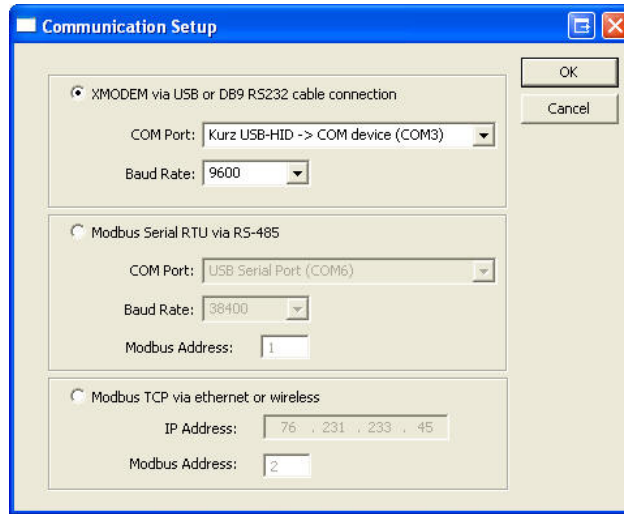 Communication Setup
XMODEM via USB or DB9 RS232 cable connection
COM Port: Kurz USB-HID -> COM device (COM3)
Baud Rate: 9600
Modbus Serial RTU via RS-485
COM Port: USB Serial Port (COM6)
Baud Rate: 38400
Modbus Address: 1
Modbus TCP via ethernet or wireless
IP Address: 76 . 231 . 233 . 45
Modbus Address: 2
OK
Cancel